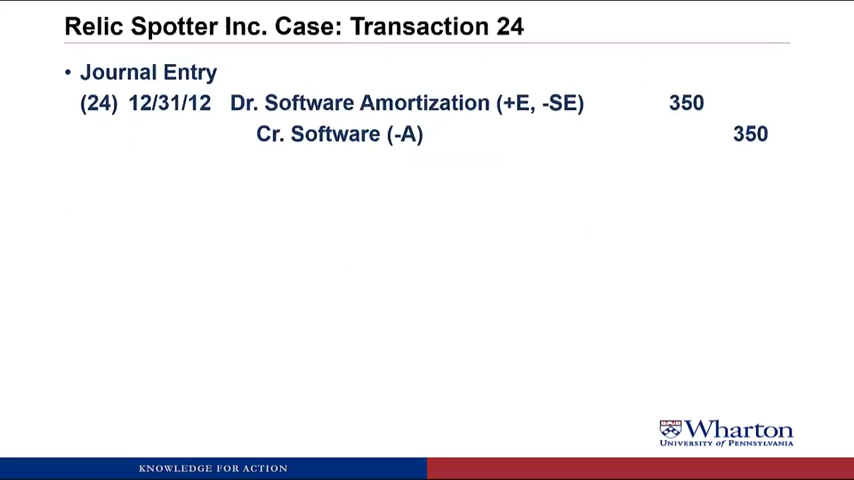 Relic Spotter Inc. Case: Transaction 24
• Journal Entry
(24) 12/31/12 Dr. Software Amortization (+E, -SE) 350
Cr. Software (-A) 350
Wharton
UNIVERSITY of PENNSYLVANIA
KNOWLEDGE FOR ACTION